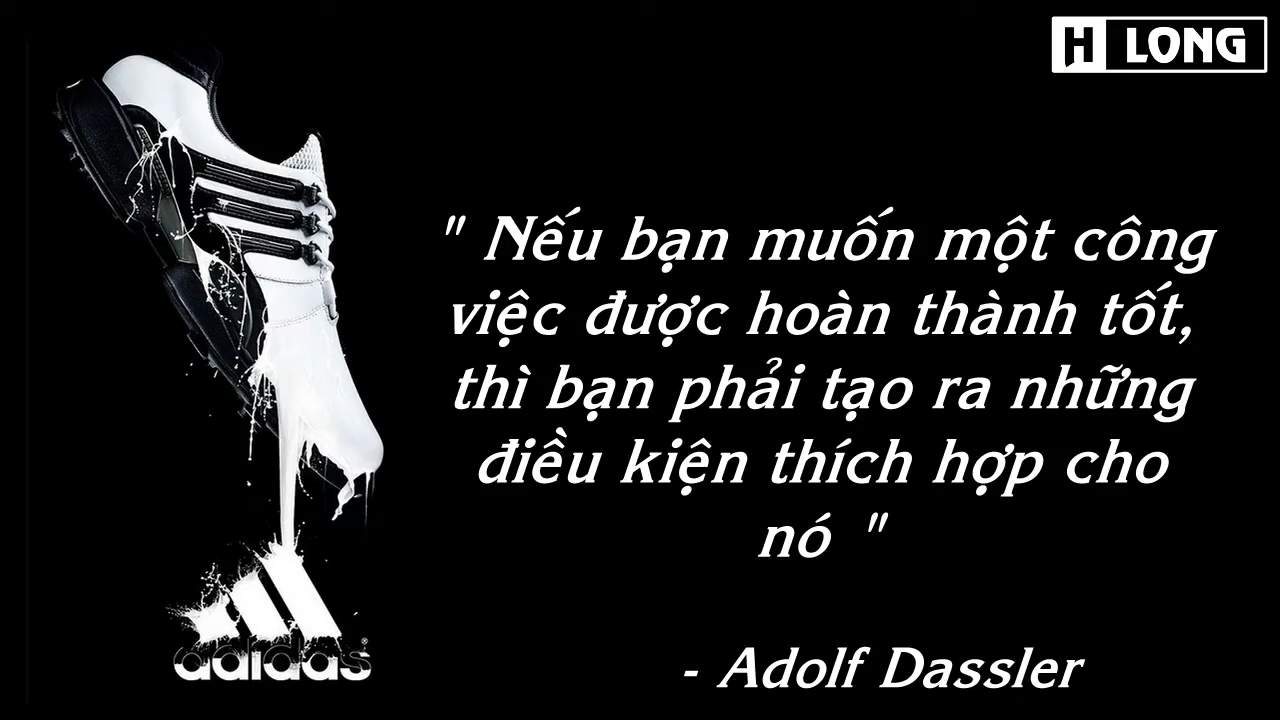 H LONG
" Nếu bạn muốn một công
việc được hoàn thành tốt,
thì bạn phải tạo ra những
điều kiện thích hợp cho
nó "
- Adolf Dassler
adidas®